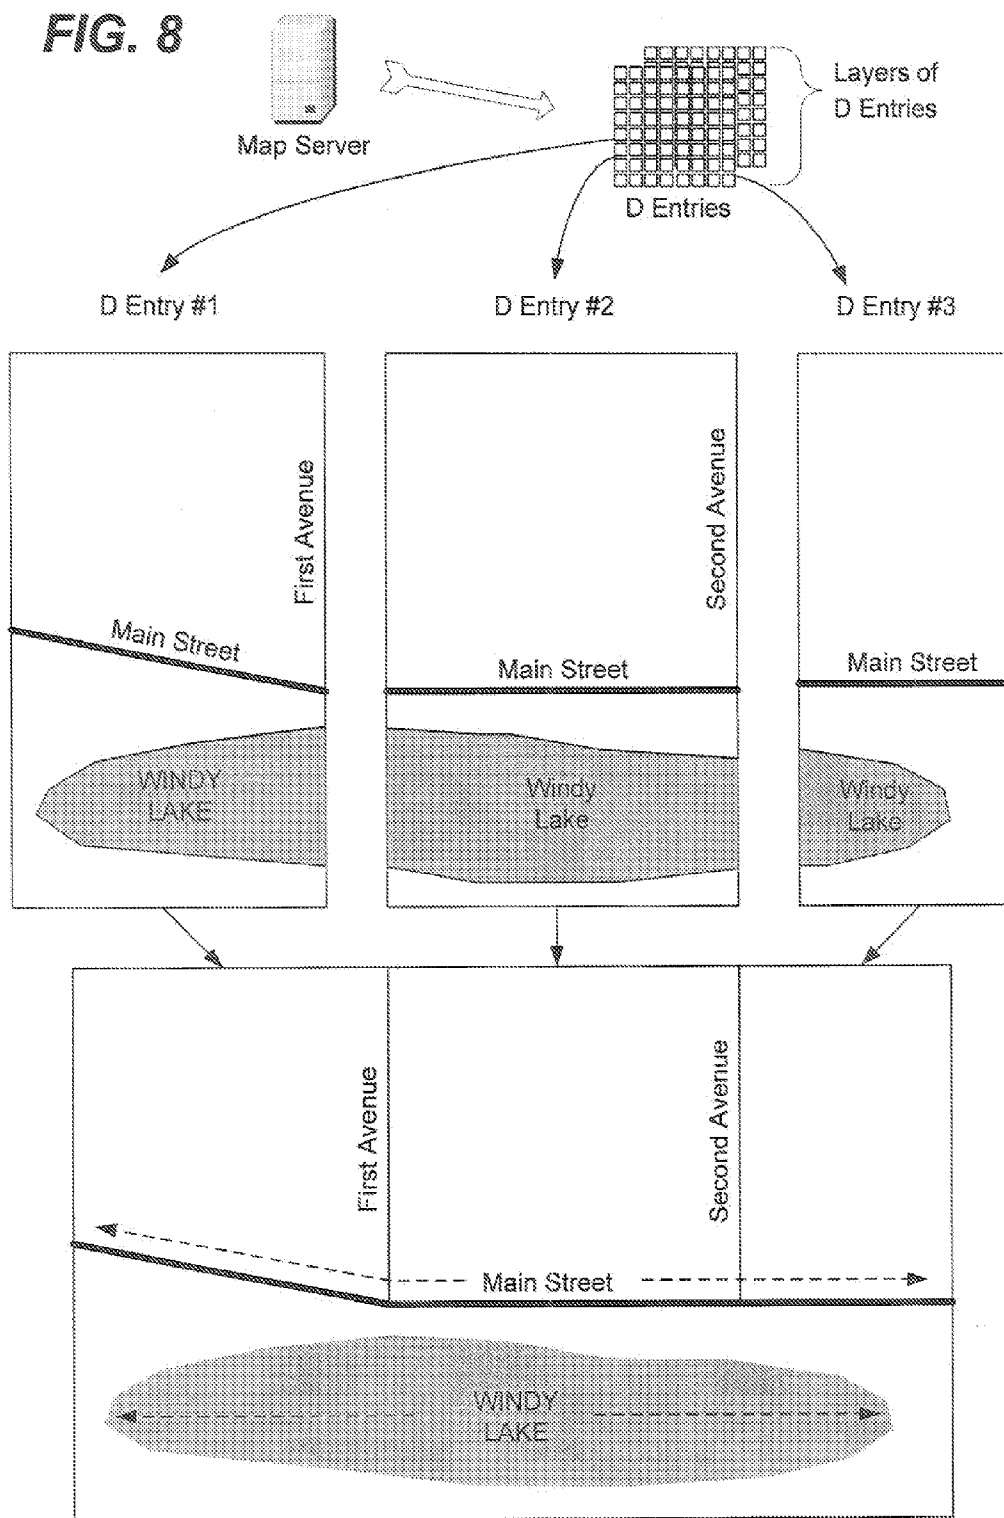 FIG. 8
Map Server
Layers of
D Entries
D Entries
D Entry #1
D Entry #2
D Entry #3
First Avenue
Main Street
WINDY
LAKE
Second Avenue
Main Street
Windy
Lake
Main Street
Windy
Lake
First Avenue
Second Avenue
Main Street
WINDY
LAKE